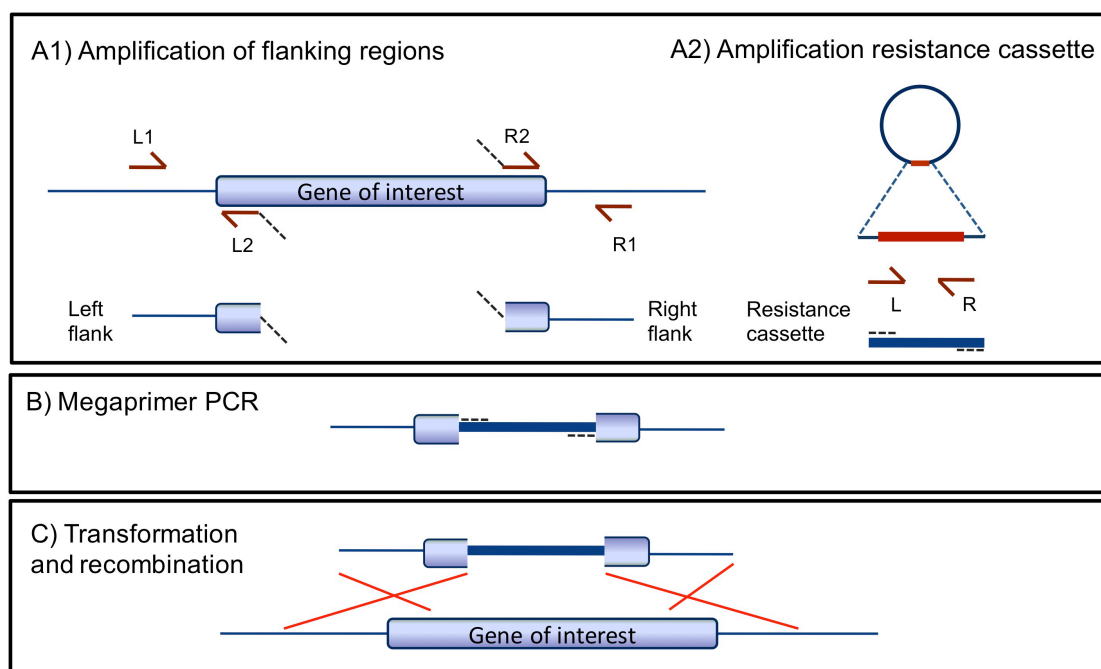 A1) Amplification of flanking regions
A2) Amplification resistance cassette
L1
R2
Gene of interest
L2
R1
Left
flank
Right
flank
L
R
Resistance
cassette
B) Megaprimer PCR
C) Transformation
and recombination
Gene of interest